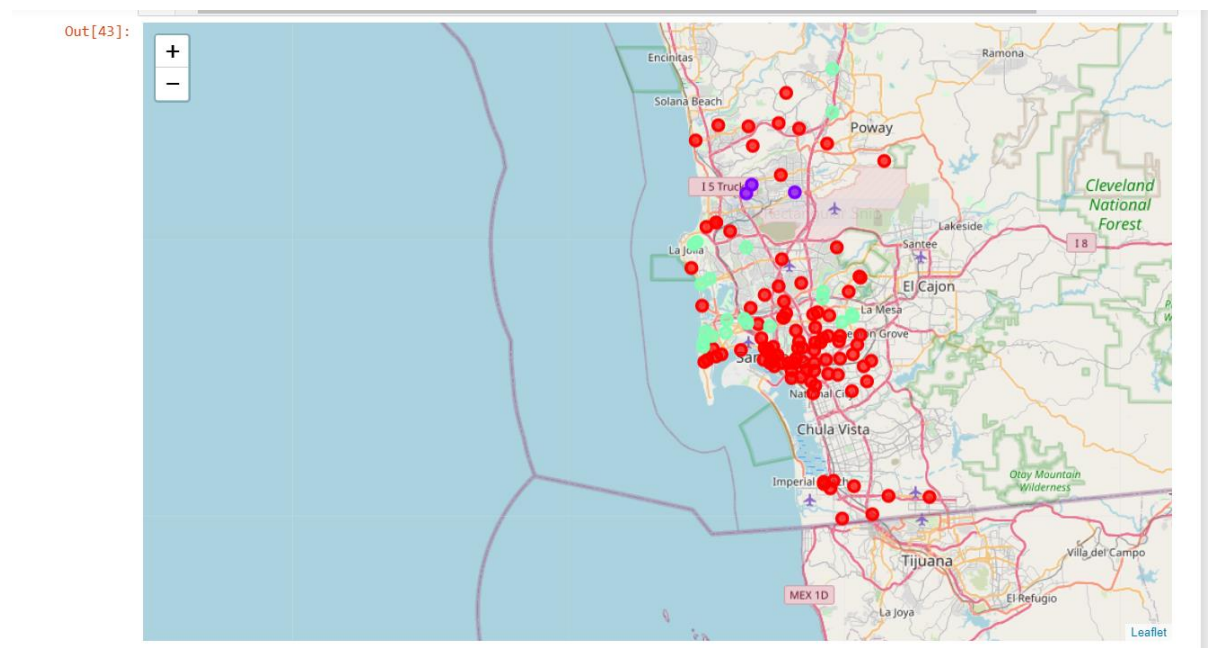 Out[43]:
+
−
Encinitas
Ramona
Solana Beach
Poway
I 5 Truck
Cleveland
National
Forest
Lakeside
I 8
La Jolla
Santee
El Cajon
La Mesa
Grove
San
National City
Chula Vista
Otay Mountain
Wilderness
Imperial
Villa del Campo
Tijuana
MEX 1D
El Refugio
La Joya
Leaflet